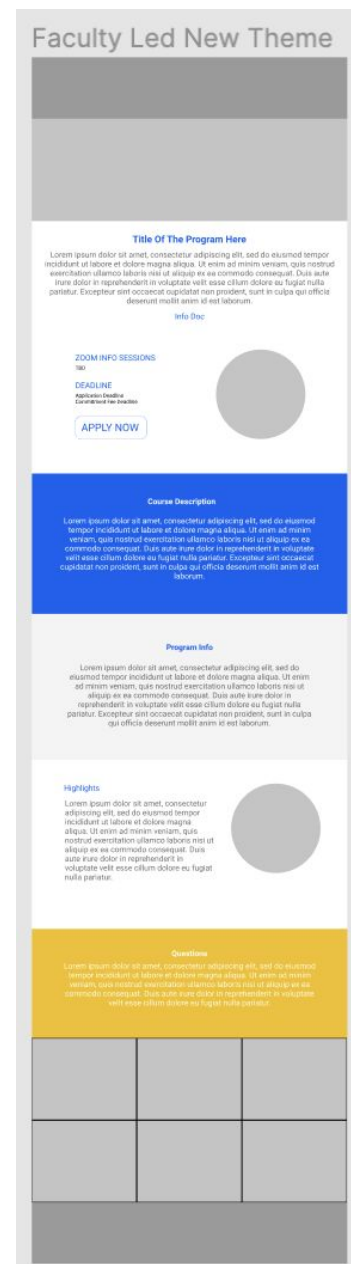 Faculty Led New Theme
Title Of The Program Here
Lorem ipsum dolor sit amet, consectetur adipiscing elit, sed do eiusmod tempor
incididunt ut labore et dolore magna aliqua. Ut enim ad minim veniam, quis nostrud
exercitation ullamco laboris nisi ut aliquip ex ea commodo consequat. Duis aute
irure dolor in reprehenderit in voluptate velit esse cillum dolore eu fugiat nulla
pariatur. Excepteur sint occaecat cupidatat non proident, sunt in culpa qui officia
deserunt mollit anim id est laborum.
Info Doc
ZOOM INFO SESSIONS
TBD
DEADLINE
Application Deadline
Commitment Fee Deadline
APPLY NOW
Course Description
Lorem ipsum dolor sit amet, consectetur adipiscing elit, sed do eiusmod
tempor incididunt ut labore et dolore magna aliqua. Ut enim ad minim
veniam, quis nostrud exercitation ullamco laboris nisi ut aliquip ex ea
commodo consequat. Duis aute irure dolor in reprehenderit in voluptate
velit esse cillum dolore eu fugiat nulla pariatur. Excepteur sint occaecat
cupidatat non proident, sunt in culpa qui officia deserunt mollit anim id est
laborum.
Program Info
Lorem ipsum dolor sit amet, consectetur adipiscing elit, sed do
eiusmod tempor incididunt ut labore et dolore magna aliqua. Ut enim
ad minim veniam, quis nostrud exercitation ullamco laboris nisi ut
aliquip ex ea commodo consequat. Duis aute irure dolor in
reprehenderit in voluptate velit esse cillum dolore eu fugiat nulla
pariatur. Excepteur sint occaecat cupidatat non proident, sunt in culpa
qui officia deserunt mollit anim id est laborum.
Highlights
Lorem ipsum dolor sit amet, consectetur
adipiscing elit, sed do eiusmod tempor
incididunt ut labore et dolore magna
aliqua. Ut enim ad minim veniam, quis
nostrud exercitation ullamco laboris nisi ut
aliquip ex ea commodo consequat. Duis
aute irure dolor in reprehenderit in
voluptate velit esse cillum dolore eu fugiat
nulla pariatur.
Questions
Lorem ipsum dolor sit amet, consectetur adipiscing elit, sed do eiusmod
tempor incididunt ut labore et dolore magna aliqua. Ut enim ad minim
veniam, quis nostrud exercitation ullamco laboris nisi ut aliquip ex ea
commodo consequat. Duis aute irure dolor in reprehenderit in voluptate
velit esse cillum dolore eu fugiat nulla pariatur.